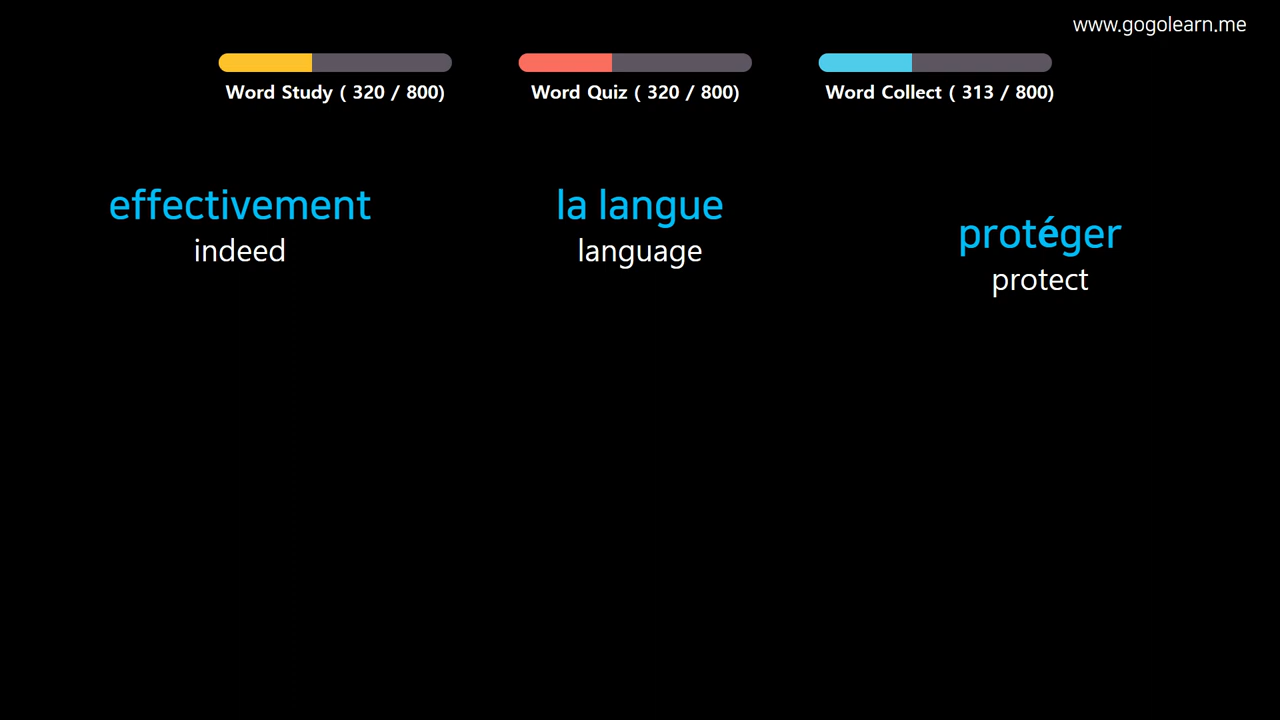 www.gogolearn.me
Word Study ( 320 / 800)
Word Quiz ( 320 / 800)
Word Collect ( 313 / 800)
effectivement
indeed
la langue
language
protéger
protect